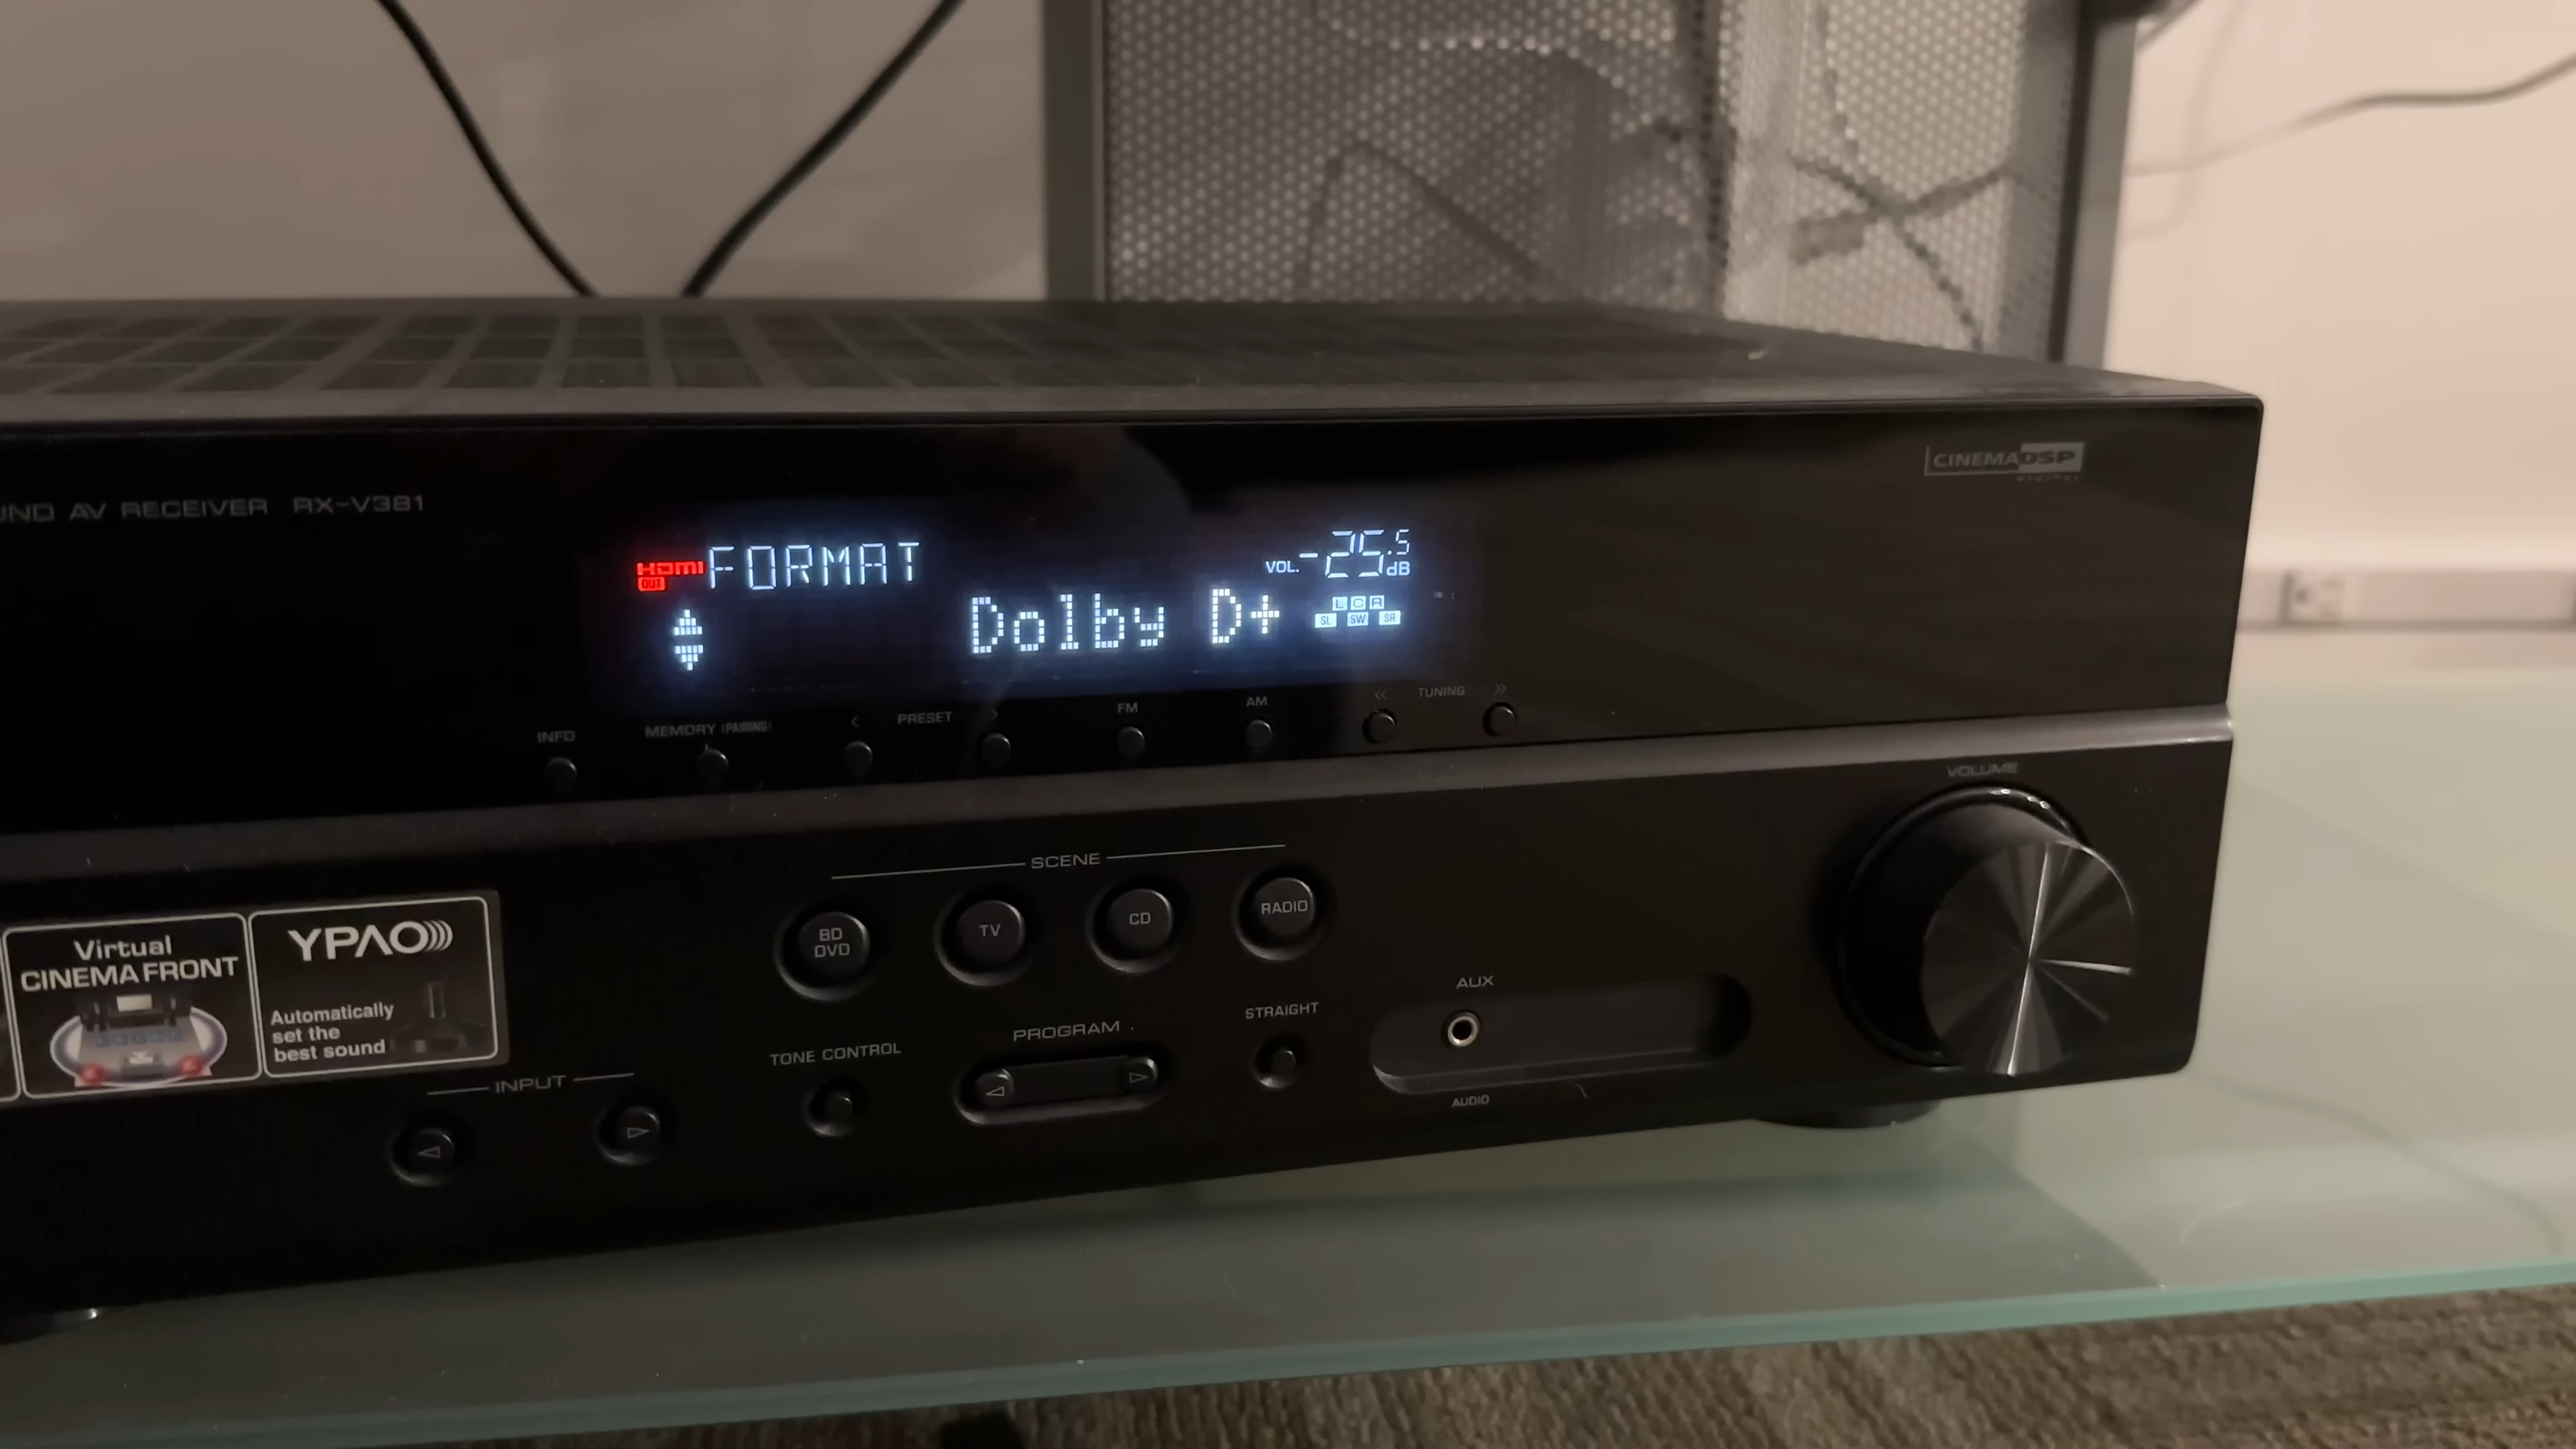 AV RECEIVER RX-V381
CINEMA DSP
HDMI OUT
FORMAT
VOL. -25.5 dB
Dolby D+
L C R
SL SW SR
INFO
MEMORY (PAIRING)
< PRESET >
FM
AM
<< TUNING >>
VOLUME
SCENE
BD
DVD
TV
CD
RADIO
Virtual
CINEMA FRONT
YPAO
Automatically
set the
best sound
INPUT
TONE CONTROL
PROGRAM
STRAIGHT
AUX
AUDIO